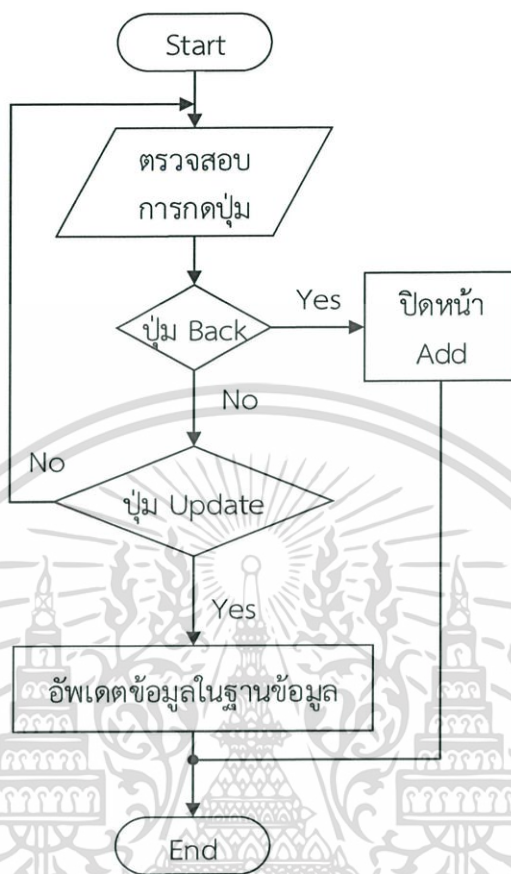 Start
ตรวจสอบ
การกดปุ่ม
ปุ่ม Back
Yes
ปิดหน้า
Add
No
No
ปุ่ม Update
Yes
อัพเดตข้อมูลในฐานข้อมูล
End